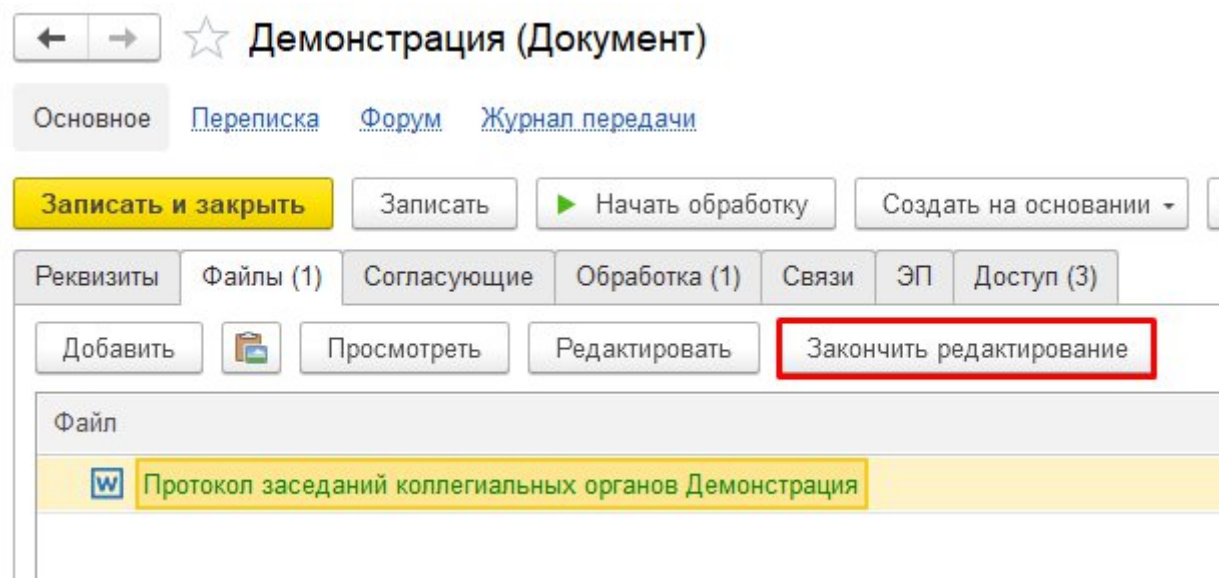 Демонстрация (Документ)
Основное Переписка Форум Журнал передачи
Записать и закрыть Записать Начать обработку Создать на основании
Реквизиты Файлы (1) Согласующие Обработка (1) Связи ЭП Доступ (3)
Добавить Просмотреть Редактировать Закончить редактирование
Файл
W Протокол заседаний коллегиальных органов Демонстрация